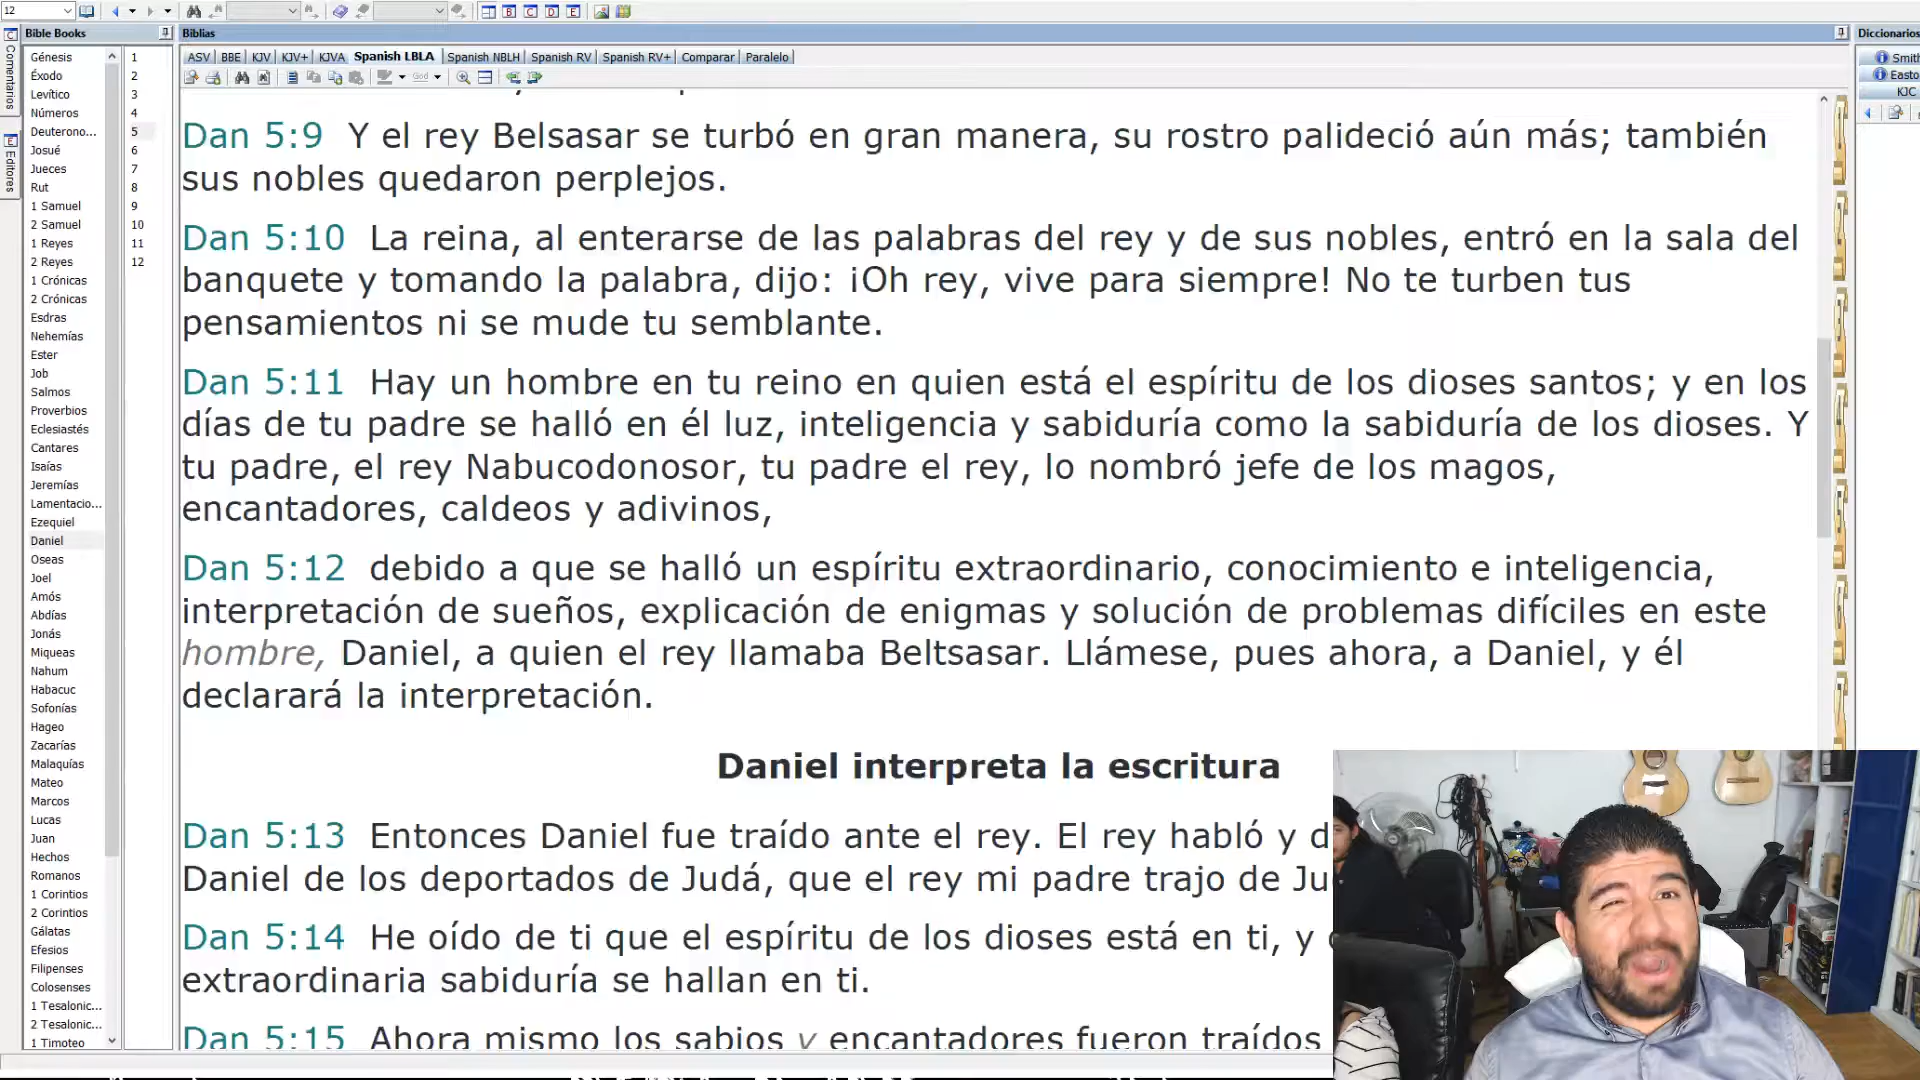 12
Bible Books
Biblias
Diccionarios
Comentarios
Editores
ASV BBE KJV KJV+ KJVA Spanish LBLA Spanish NBLH Spanish RV Spanish RV+ Comparar Paralelo
Smith
Easto
KJC
Génesis
Éxodo
Levítico
Números
Deuterono...
Josué
Jueces
Rut
1 Samuel
2 Samuel
1 Reyes
2 Reyes
1 Crónicas
2 Crónicas
Esdras
Nehemías
Ester
Job
Salmos
Proverbios
Eclesiastés
Cantares
Isaías
Jeremías
Lamentacio...
Ezequiel
Daniel
Oseas
Joel
Amós
Abdías
Jonás
Miqueas
Nahum
Habacuc
Sofonías
Hageo
Zacarías
Malaquías
Mateo
Marcos
Lucas
Juan
Hechos
Romanos
1 Corintios
2 Corintios
Gálatas
Efesios
Filipenses
Colosenses
1 Tesalonic...
2 Tesalonic...
1 Timoteo
1
2
3
4
5
6
7
8
9
10
11
12
Dan 5:9 Y el rey Belsasar se turbó en gran manera, su rostro palideció aún más; también
sus nobles quedaron perplejos.
Dan 5:10 La reina, al enterarse de las palabras del rey y de sus nobles, entró en la sala del
banquete y tomando la palabra, dijo: ¡Oh rey, vive para siempre! No te turben tus
pensamientos ni se mude tu semblante.
Dan 5:11 Hay un hombre en tu reino en quien está el espíritu de los dioses santos; y en los
días de tu padre se halló en él luz, inteligencia y sabiduría como la sabiduría de los dioses. Y
tu padre, el rey Nabucodonosor, tu padre el rey, lo nombró jefe de los magos,
encantadores, caldeos y adivinos,
Dan 5:12 debido a que se halló un espíritu extraordinario, conocimiento e inteligencia,
interpretación de sueños, explicación de enigmas y solución de problemas difíciles en este
hombre, Daniel, a quien el rey llamaba Beltsasar. Llámese, pues ahora, a Daniel, y él
declarará la interpretación.
Daniel interpreta la escritura
Dan 5:13 Entonces Daniel fue traído ante el rey. El rey habló y d
Daniel de los deportados de Judá, que el rey mi padre trajo de Ju
Dan 5:14 He oído de ti que el espíritu de los dioses está en ti, y
extraordinaria sabiduría se hallan en ti.
Dan 5:15 Ahora mismo los sabios y encantadores fueron traídos